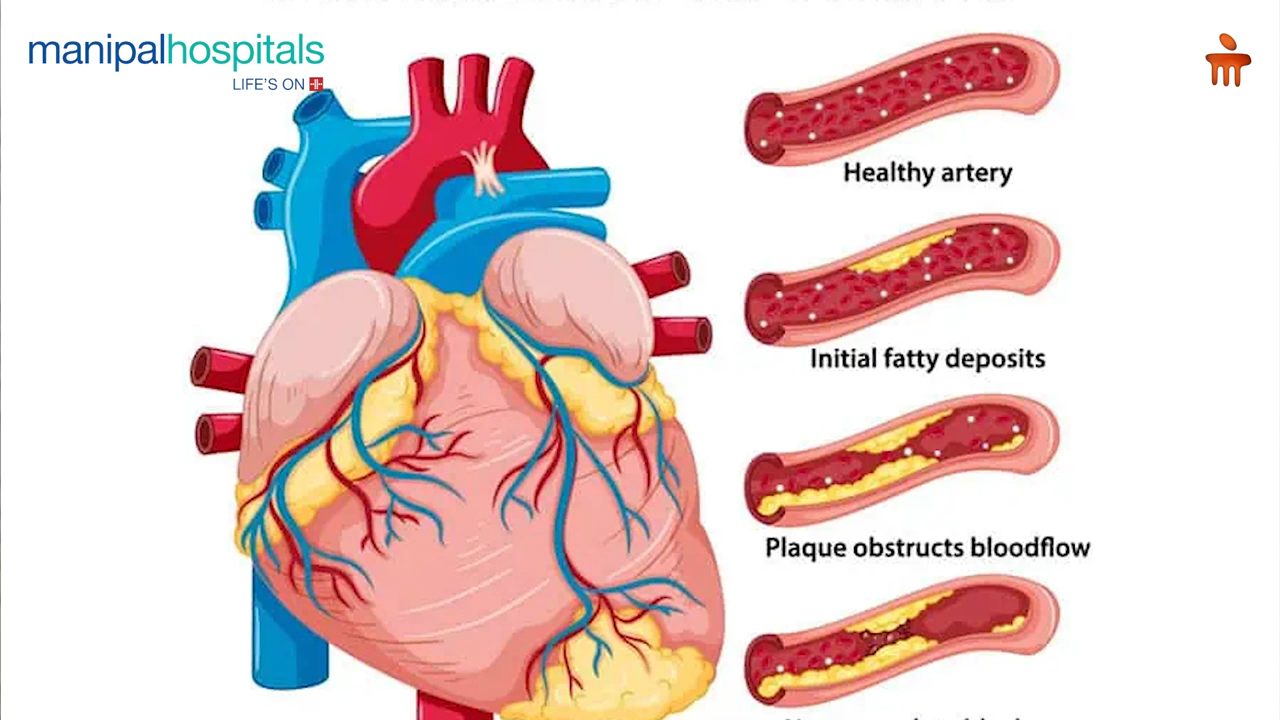 manipalhospitals
LIFE'S ON
Healthy artery
Initial fatty deposits
Plaque obstructs bloodflow